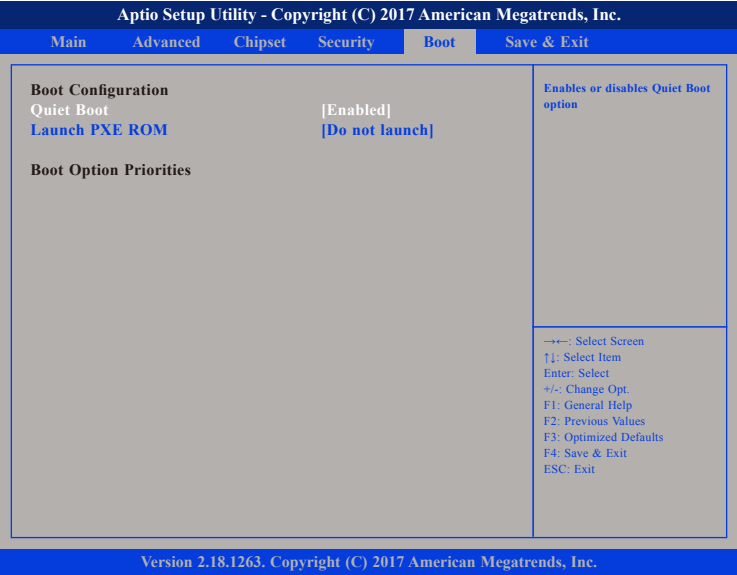 Aptio Setup Utility - Copyright (C) 2017 American Megatrends, Inc.
Main Advanced Chipset Security Boot Save & Exit
Boot Configuration
Quiet Boot [Enabled]
Launch PXE ROM [Do not launch]
Boot Option Priorities
Enables or disables Quiet Boot
option
→←: Select Screen
↑↓: Select Item
Enter: Select
+/-: Change Opt.
F1: General Help
F2: Previous Values
F3: Optimized Defaults
F4: Save & Exit
ESC: Exit
Version 2.18.1263. Copyright (C) 2017 American Megatrends, Inc.